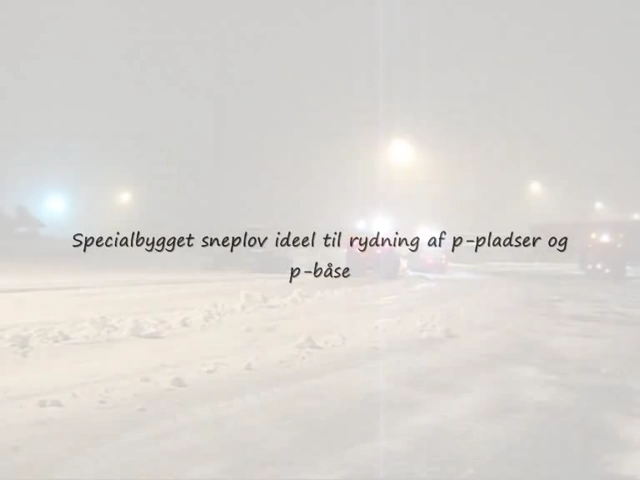 Specialbygget sneplov ideel til rydning af p-pladser og
p-båse